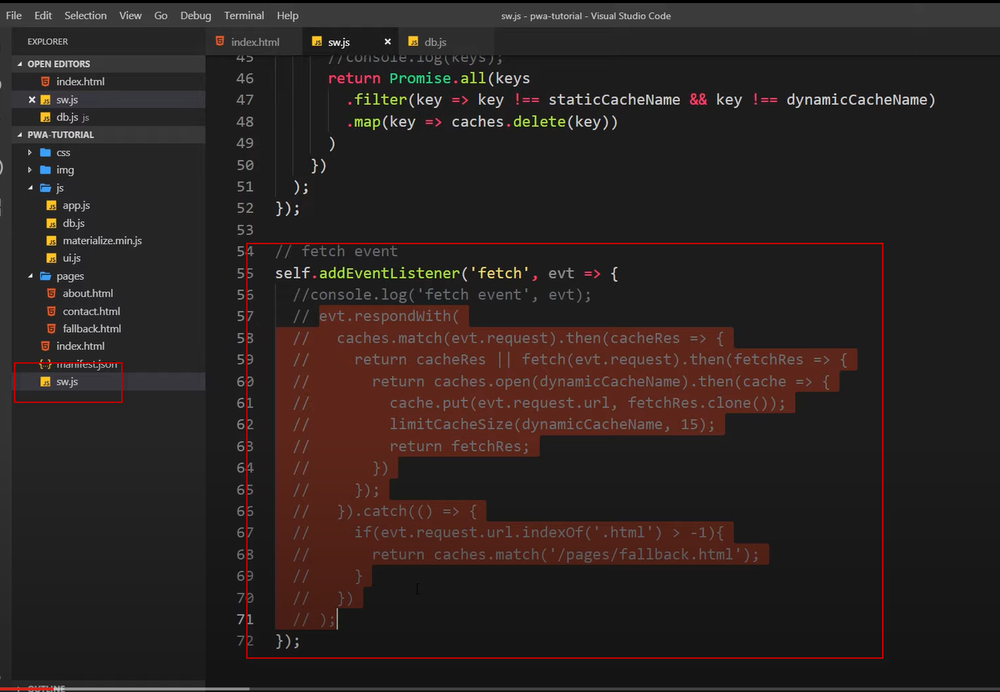 File Edit Selection View Go Debug Terminal Help
sw.js - pwa-tutorial - Visual Studio Code
EXPLORER
OPEN EDITORS
index.html
sw.js
db.js js
PWA-TUTORIAL
css
img
js
app.js
db.js
materialize.min.js
ui.js
pages
about.html
contact.html
fallback.html
index.html
manifest.json
sw.js
OUTLINE
index.html sw.js db.js
45 //console.log(keys);
46 return Promise.all(keys
47 .filter(key => key !== staticCacheName && key !== dynamicCacheName)
48 .map(key => caches.delete(key))
49 )
50 })
51 );
52 });
53
54 // fetch event
55 self.addEventListener('fetch', evt => {
56 //console.log('fetch event', evt);
57 // evt.respondWith(
58 // caches.match(evt.request).then(cacheRes => {
59 // return cacheRes || fetch(evt.request).then(fetchRes => {
60 // return caches.open(dynamicCacheName).then(cache => {
61 // cache.put(evt.request.url, fetchRes.clone());
62 // limitCacheSize(dynamicCacheName, 15);
63 // return fetchRes;
64 // })
65 // });
66 // }).catch(() => {
67 // if(evt.request.url.indexOf('.html') > -1){
68 // return caches.match('/pages/fallback.html');
69 // }
70 // })
71 // );
72 });